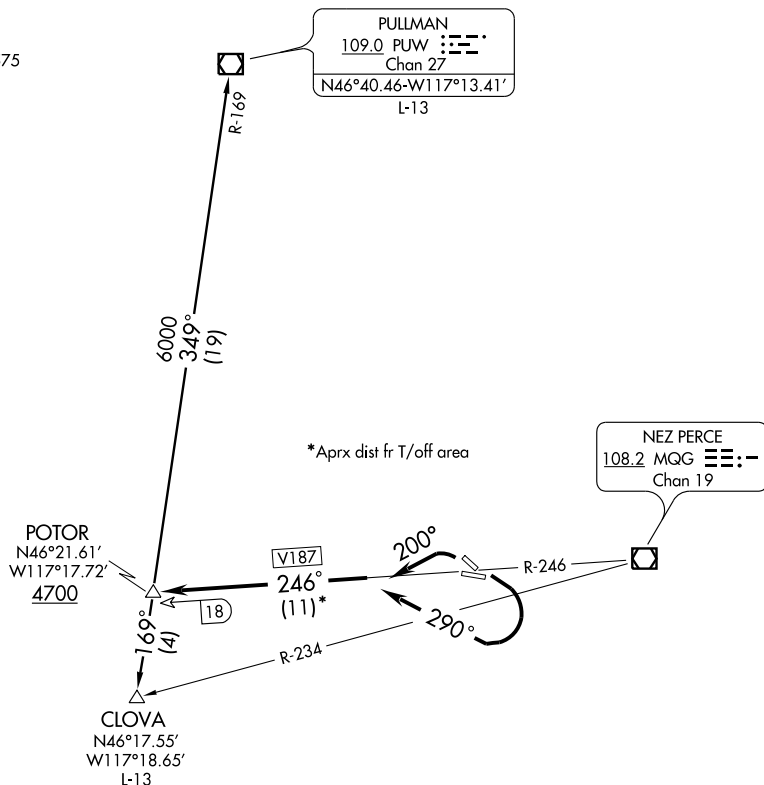 75
PULLMAN
109.0 PUW
Chan 27
N46°40.46-W117°13.41'
L-13
R-169
6000
349°
(19)
*Aprx dist fr T/off area
NEZ PERCE
108.2 MQG
Chan 19
POTOR
N46°21.61'
W117°17.72'
4700
V187
246°
(11)*
200°
R-246
18
290°
169°
(4)
R-234
CLOVA
N46°17.55'
W117°18.65'
L-13